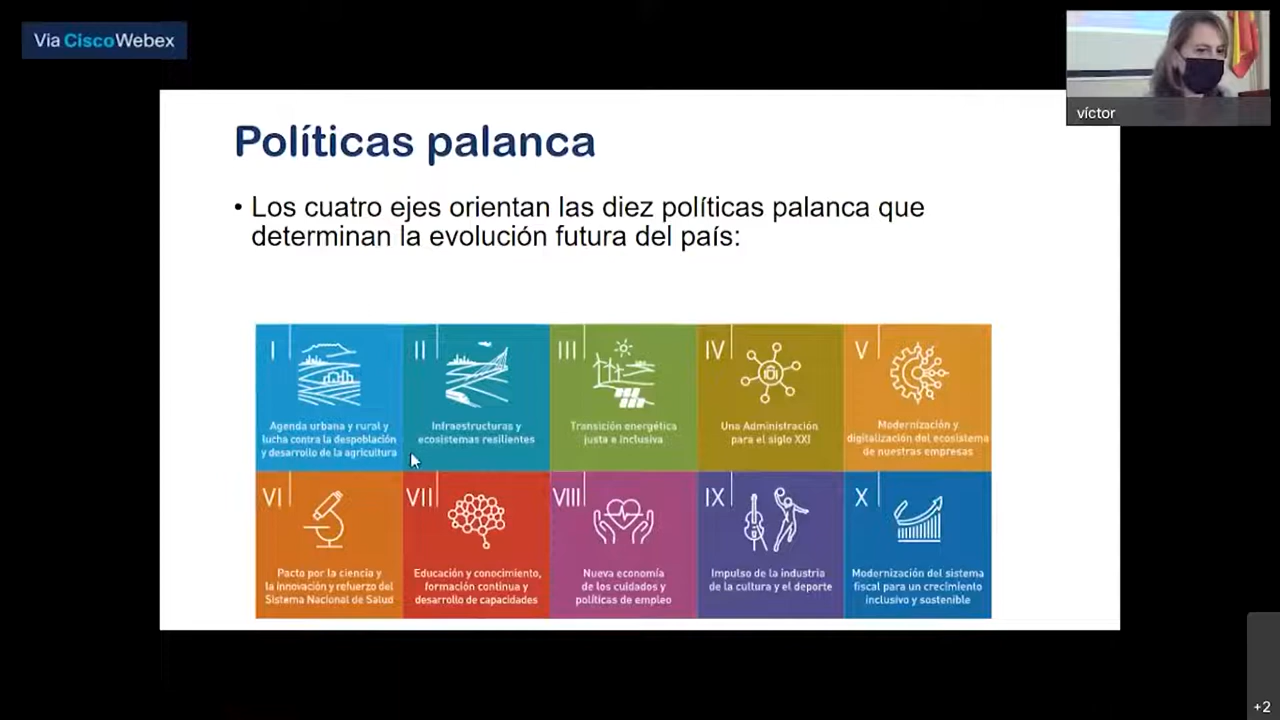 Via CiscoWebex
víctor
Políticas palanca
• Los cuatro ejes orientan las diez políticas palanca que
determinan la evolución futura del país:
I
Agenda urbana y rural y
lucha contra la despoblación
y desarrollo de la agricultura
II
Infraestructuras y
ecosistemas resilientes
III
Transición energética
justa e inclusiva
IV
Una Administración
para el siglo XXI
V
Modernización y
digitalización del ecosistema
de nuestras empresas
VI
Pacto por la ciencia y
la innovación y refuerzo del
Sistema Nacional de Salud
VII
Educación y conocimiento,
formación continua y
desarrollo de capacidades
VIII
Nueva economía
de los cuidados y
políticas de empleo
IX
Impulso de la industria
de la cultura y el deporte
X
Modernización del sistema
fiscal para un crecimiento
inclusivo y sostenible
+2